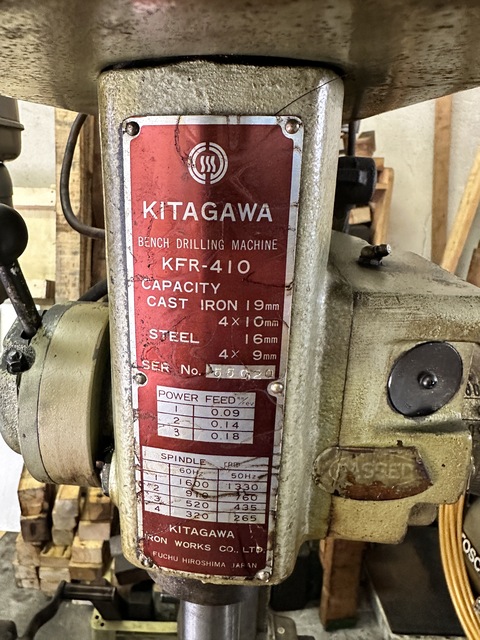 KITAGAWA
BENCH DRILLING MACHINE
KFR-410
CAPACITY
CAST IRON 19mm
4×10mm
STEEL 16mm
4× 9mm
SER No.
POWER FEED
1 0.09
2 0.14
3 0.18
SPINDLE
60Hz 50Hz
1 1600 1330
2 910 760
3 520 435
4 320 265
KITAGAWA
IRON WORKS CO., LTD.
FUCHU HIROSHIMA JAPAN